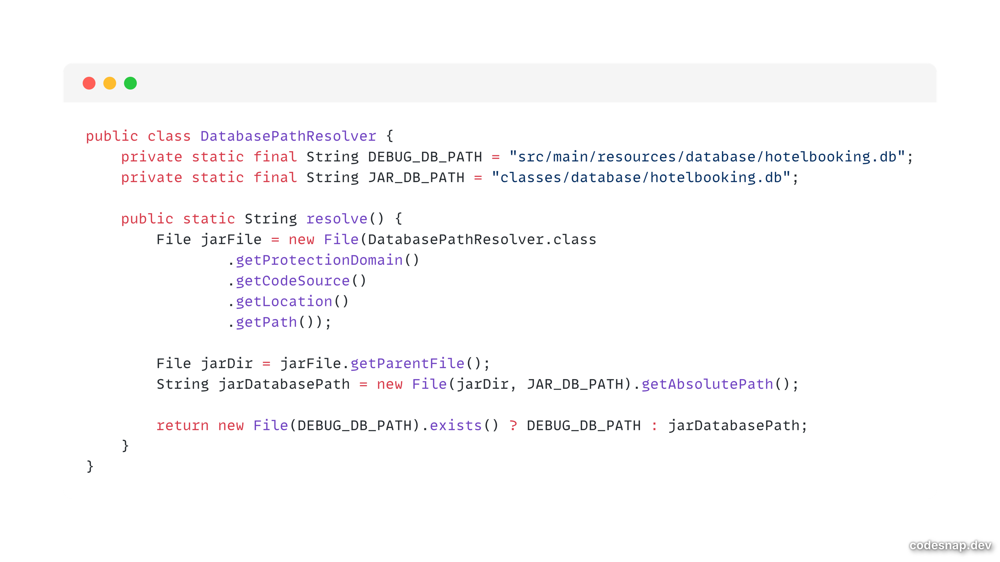 public class DatabasePathResolver {
    private static final String DEBUG_DB_PATH = "src/main/resources/database/hotelbooking.db";
    private static final String JAR_DB_PATH = "classes/database/hotelbooking.db";

    public static String resolve() {
        File jarFile = new File(DatabasePathResolver.class
                .getProtectionDomain()
                .getCodeSource()
                .getLocation()
                .getPath());

        File jarDir = jarFile.getParentFile();
        String jarDatabasePath = new File(jarDir, JAR_DB_PATH).getAbsolutePath();

        return new File(DEBUG_DB_PATH).exists() ? DEBUG_DB_PATH : jarDatabasePath;
    }
}
codesnap.dev